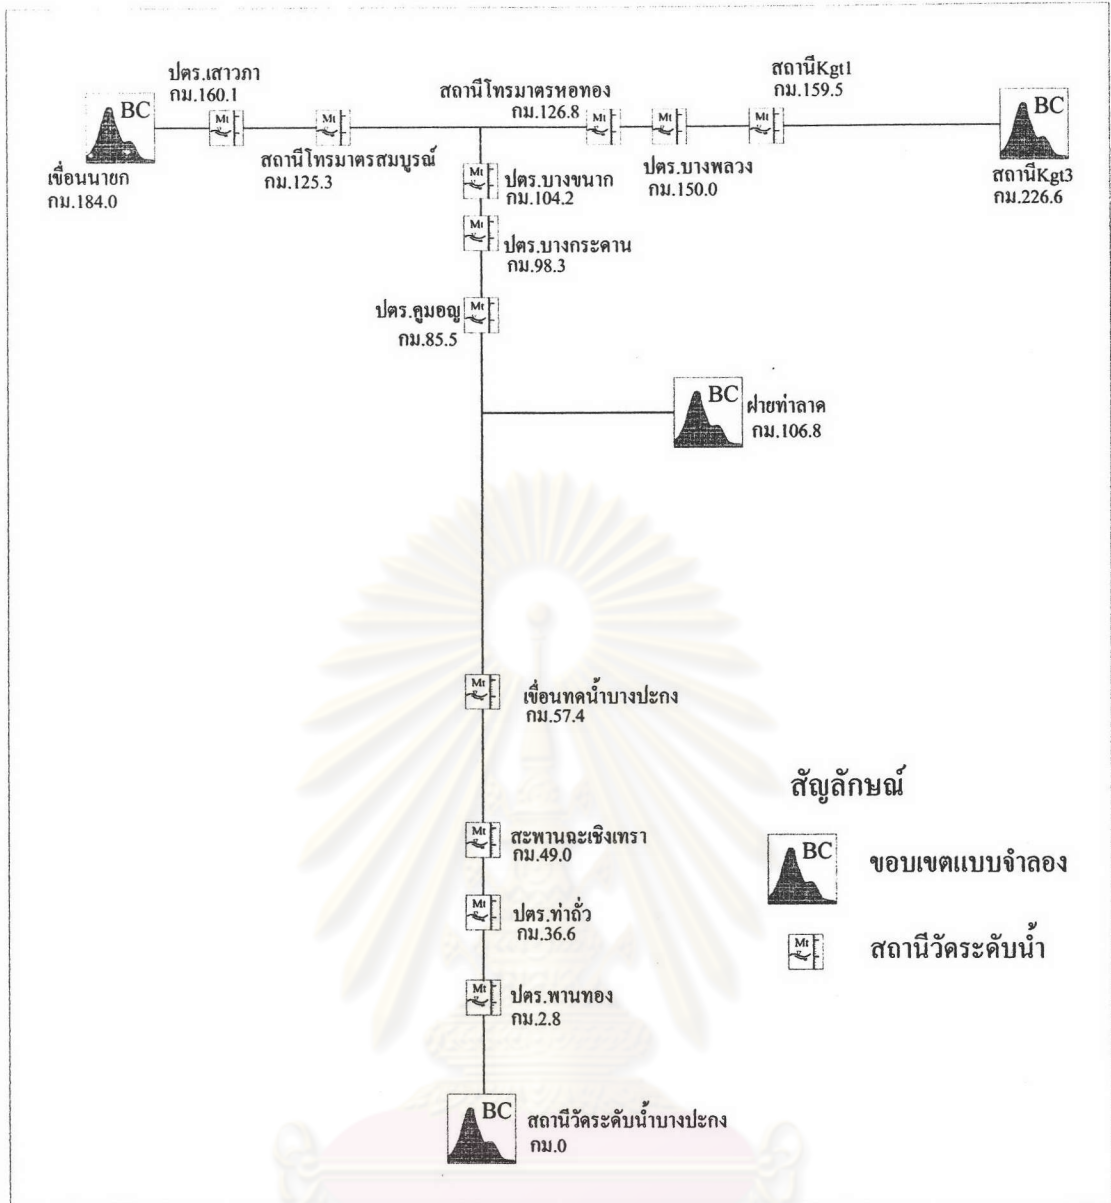 ปตร.เสาวภา
กม.160.1
BC
Mt
เขื่อนนายก
กม.184.0
Mt
สถานีโทรมาตรสมบูรณ์
กม.125.3
สถานีโทรมาตรหอทอง
กม.126.8
Mt
Mt
ปตร.บางพลวง
กม.150.0
สถานีKgt1
กม.159.5
Mt
BC
สถานีKgt3
กม.226.6
Mt
ปตร.บางขนาก
กม.104.2
Mt
ปตร.บางกระดาน
กม.98.3
ปตร.คูมอญ
กม.85.5
Mt
BC
ฝายท่าลาด
กม.106.8
Mt
เขื่อนทดน้ำบางปะกง
กม.57.4
Mt
สะพานฉะเชิงเทรา
กม.49.0
Mt
ปตร.ท่าถั่ว
กม.36.6
Mt
ปตร.พานทอง
กม.2.8
BC
สถานีวัดระดับน้ำบางปะกง
กม.0
สัญลักษณ์
BC
ขอบเขตแบบจำลอง
Mt
สถานีวัดระดับน้ำ